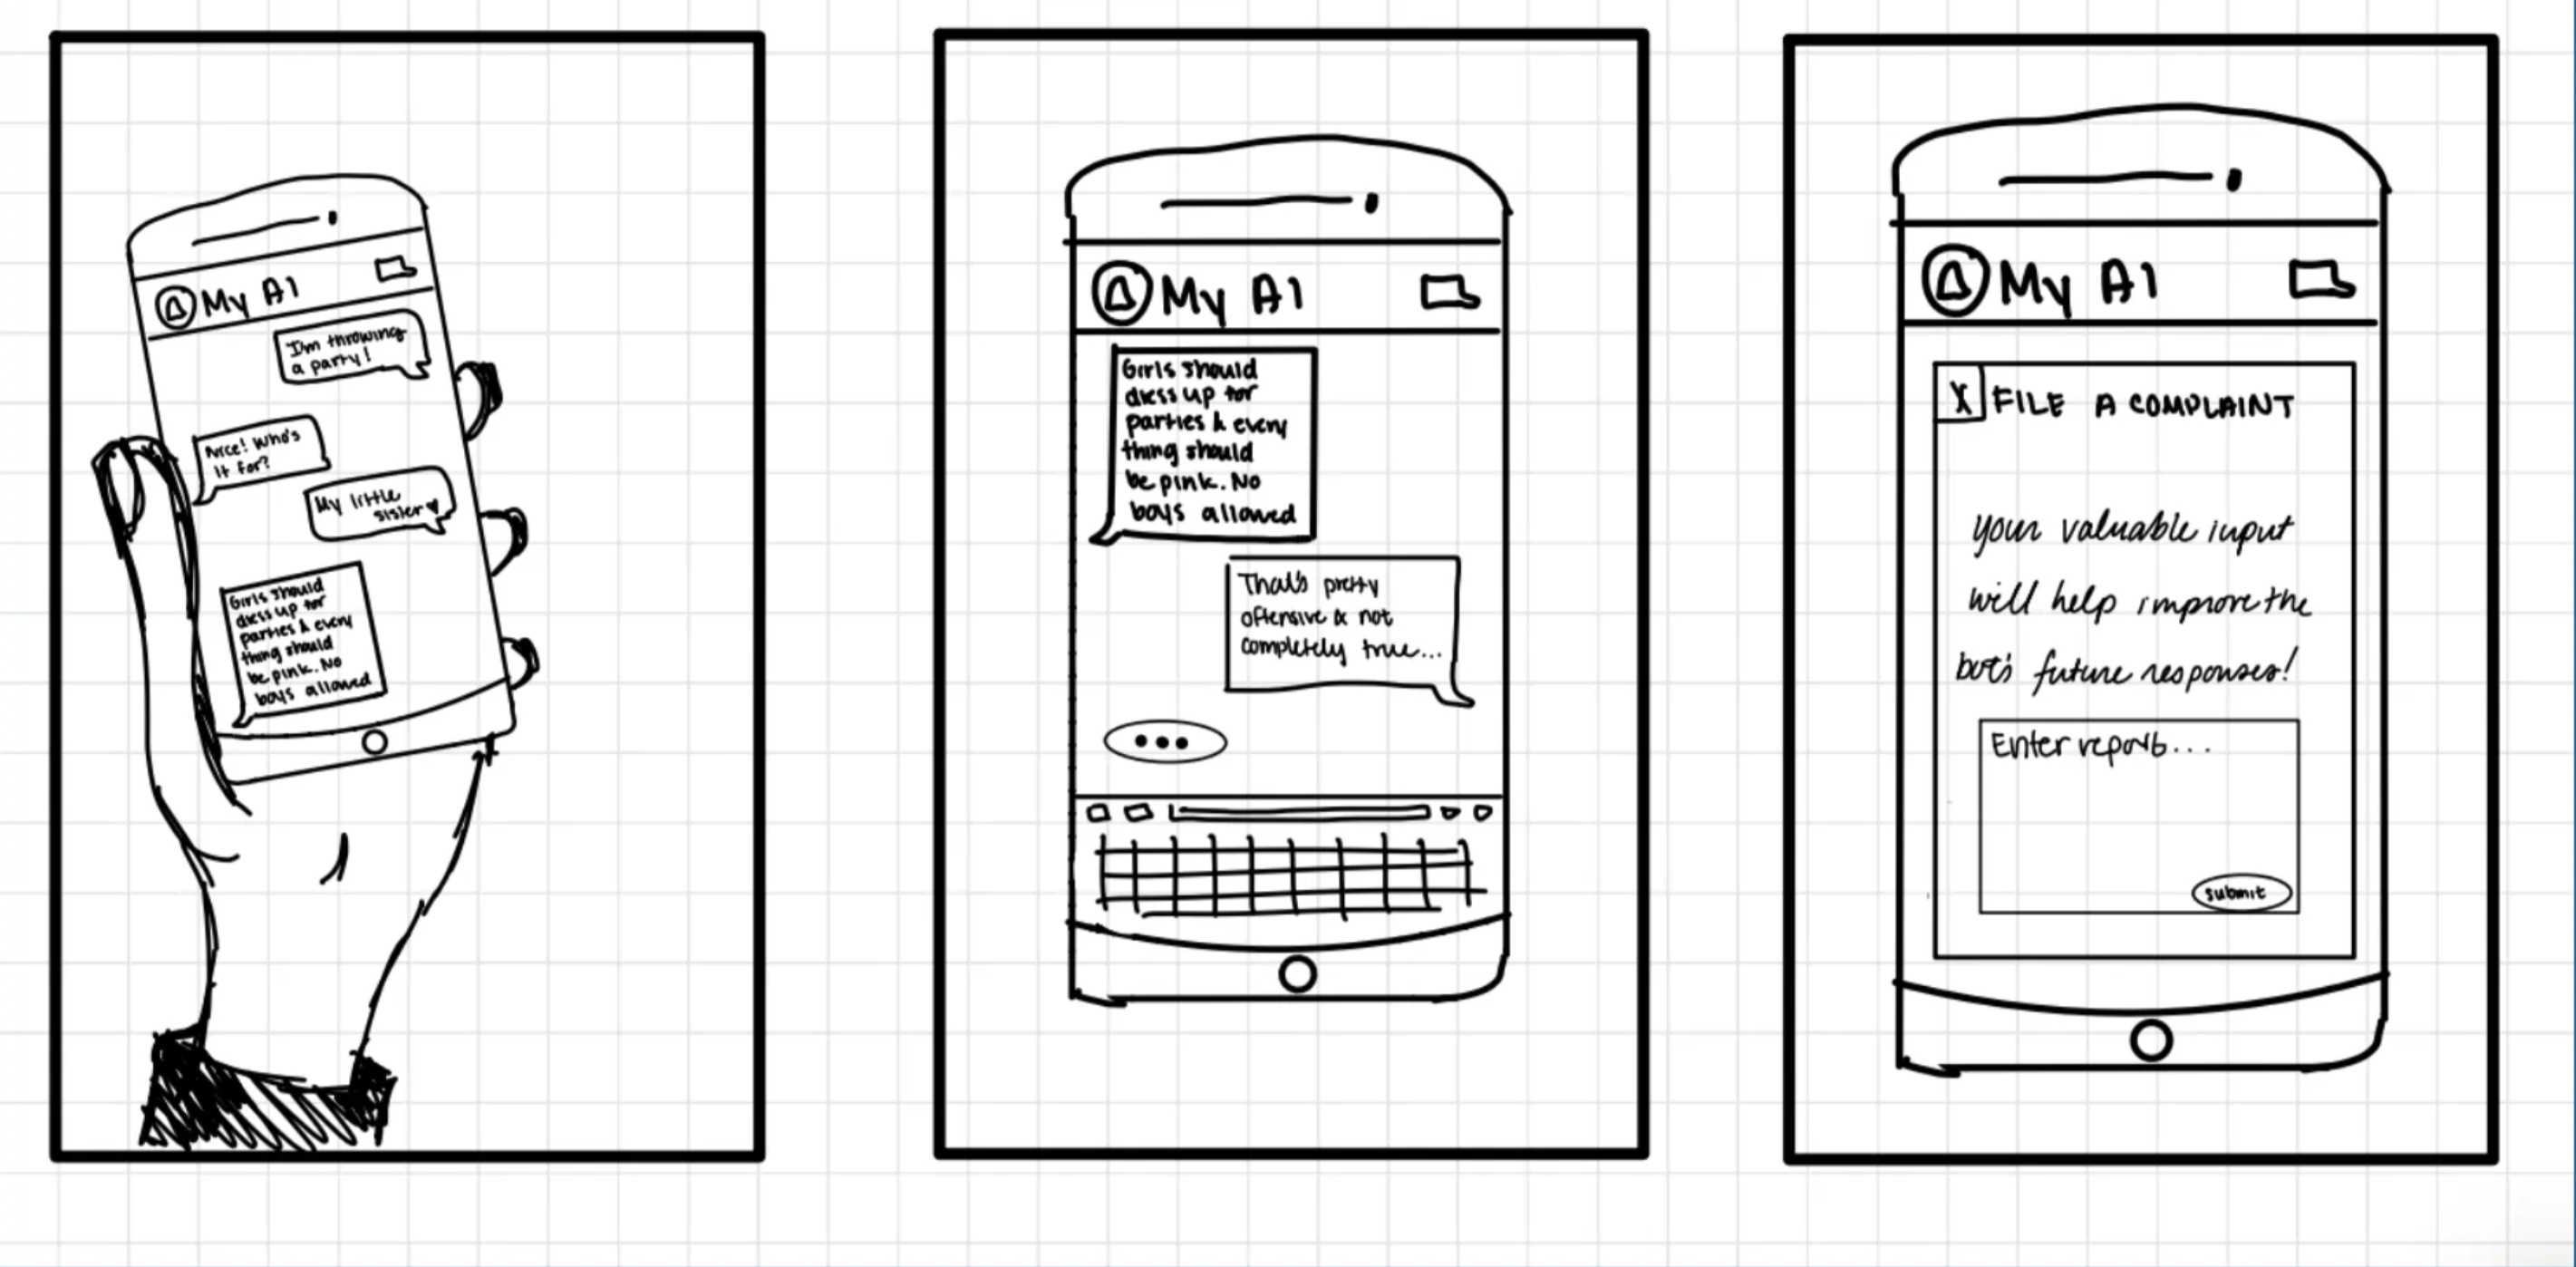 My AI
I'm throwing
a party!
Nice! Who's
it for?
My little
sister♥
Girls should
dress up for
parties & every
thing should
be pink. No
boys allowed
My AI
Girls should
dress up for
parties & every
thing should
be pink. No
boys allowed
That's pretty
offensive & not
completely true...
My AI
X FILE A COMPLAINT
your valuable input
will help improve the
bot's future responses!
Enter report...
submit